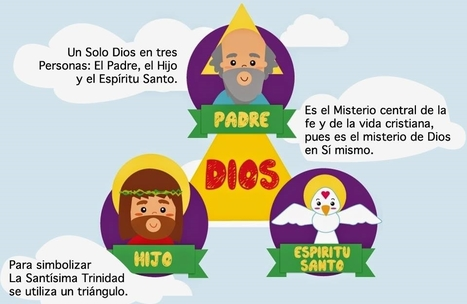 Un Solo Dios en tres
Personas: El Padre, el Hijo
y el Espíritu Santo.
PADRE
Es el Misterio central de la
fe y de la vida cristiana,
pues es el misterio de Dios
en Sí mismo.
DIOS
HIJO
ESPIRITU
SANTO
Para simbolizar
La Santísima Trinidad
se utiliza un triángulo.